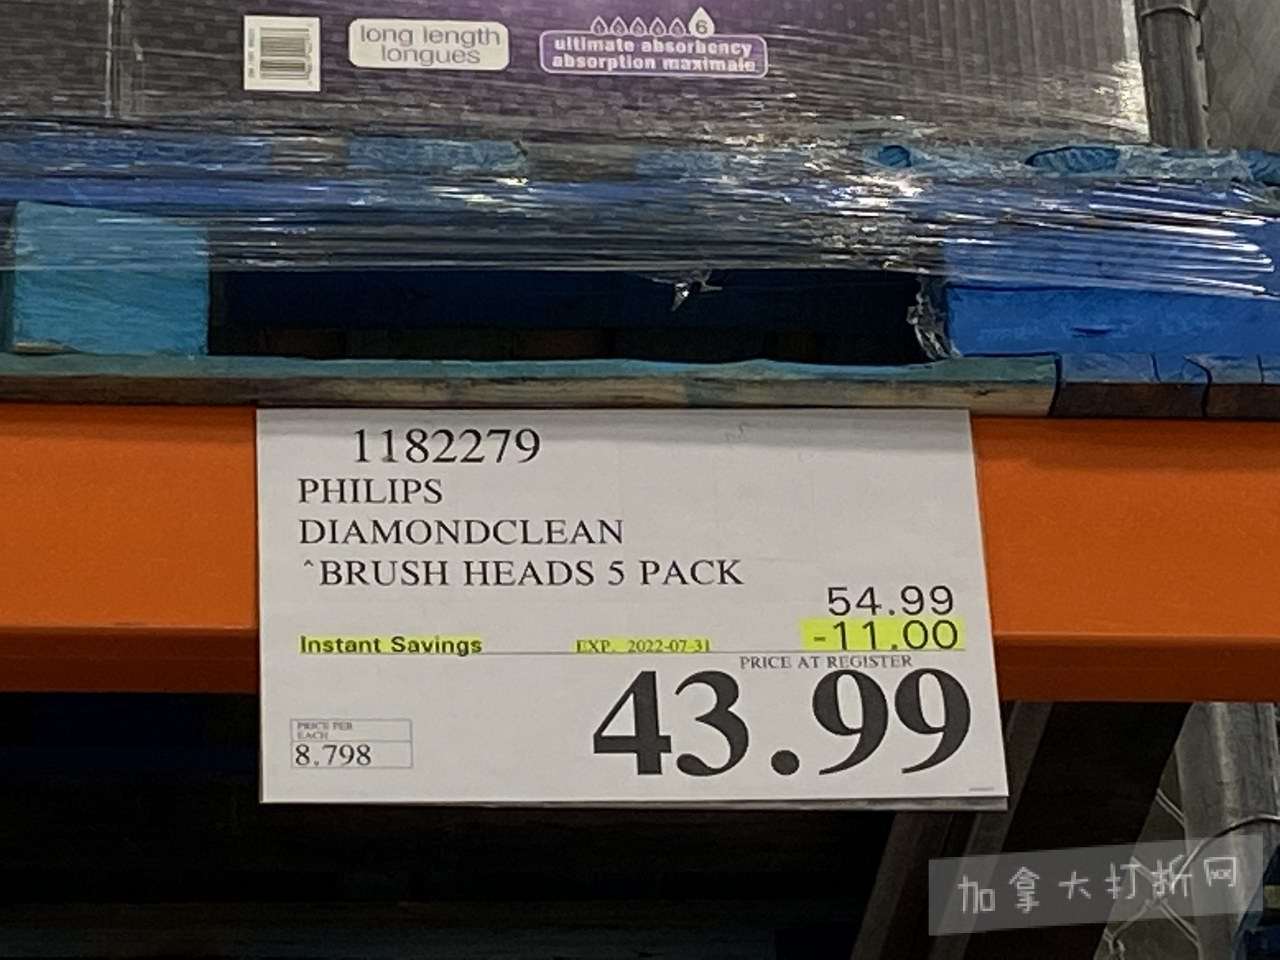 long length
longues
6
ultimate absorbency
absorption maximale
1182279
PHILIPS
DIAMONDCLEAN
^BRUSH HEADS 5 PACK
54.99
Instant Savings EXP. 2022-07-31 -11.00
PRICE AT REGISTER
43.99
PRICE PER
EACH
8.798
加拿大打折网